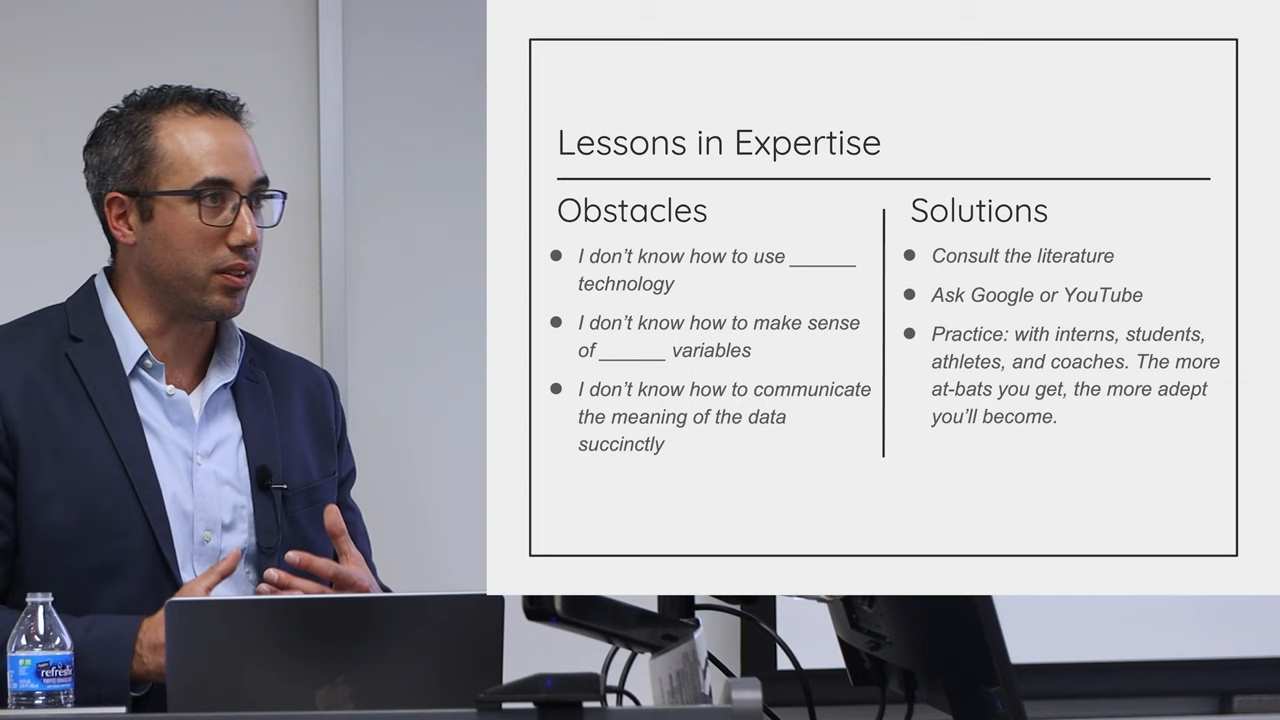 Lessons in Expertise
Obstacles
I don’t know how to use ______
technology
I don’t know how to make sense
of ______ variables
I don’t know how to communicate
the meaning of the data
succinctly
Solutions
Consult the literature
Ask Google or YouTube
Practice: with interns, students,
athletes, and coaches. The more
at-bats you get, the more adept
you’ll become.
refresh